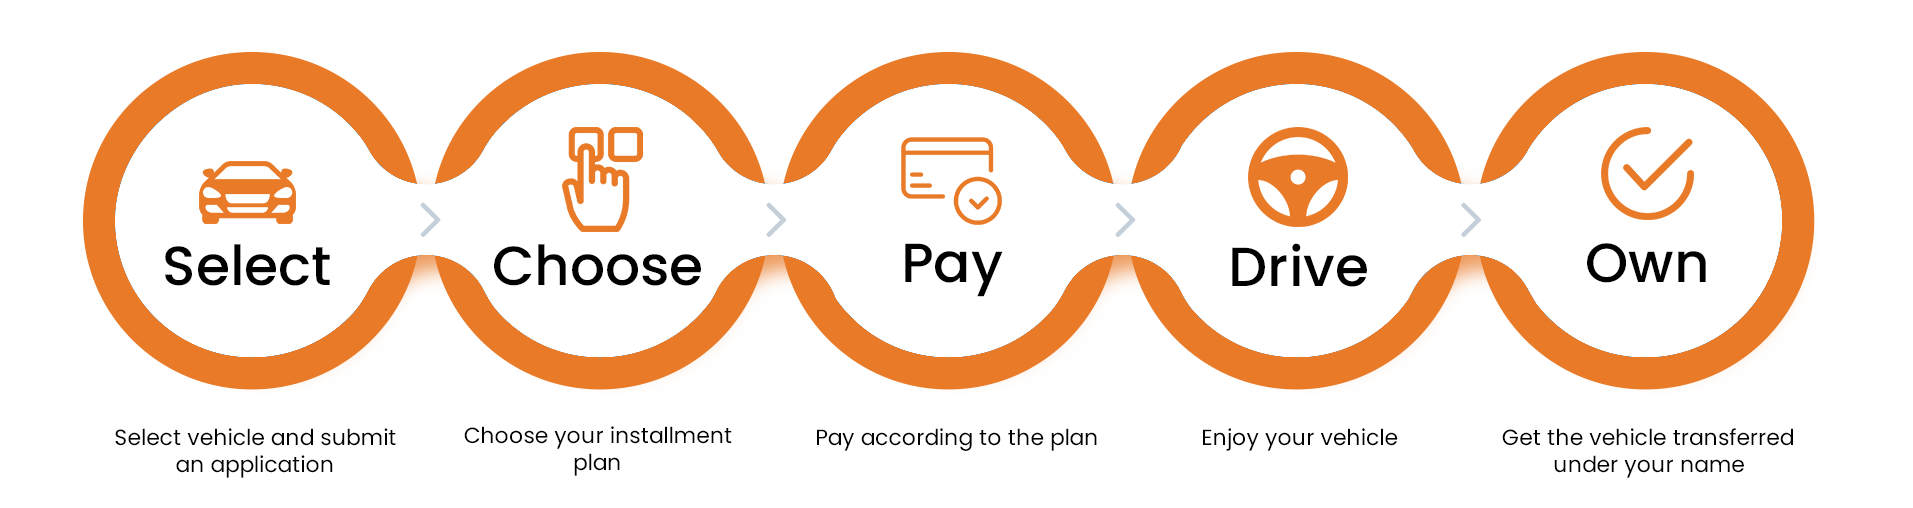 Select
Choose
Pay
Drive
Own
Select vehicle and submit
an application
Choose your installment
plan
Pay according to the plan
Enjoy your vehicle
Get the vehicle transferred
under your name